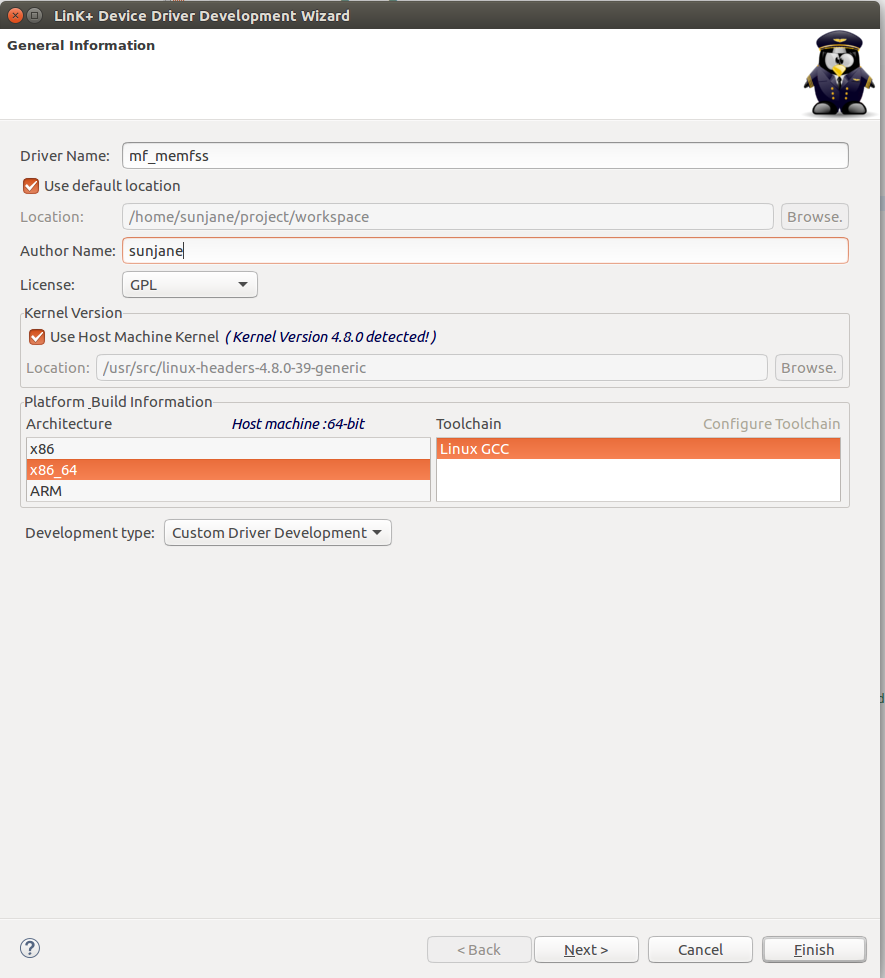 LinK+ Device Driver Development Wizard
General Information
Driver Name: mf_memfss
Use default location
Location: /home/sunjane/project/workspace Browse.
Author Name: sunjane
License: GPL
Kernel Version
Use Host Machine Kernel ( Kernel Version 4.8.0 detected! )
Location: /usr/src/linux-headers-4.8.0-39-generic Browse.
Platform_Build Information
Architecture Host machine :64-bit Toolchain Configure Toolchain
x86 Linux GCC
x86_64
ARM
Development type: Custom Driver Development
? < Back Next > Cancel Finish